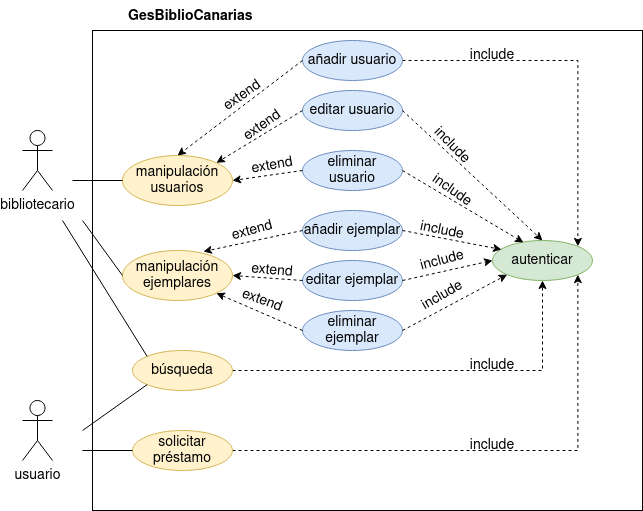 GesBiblioCanarias
añadir usuario
include
extend
editar usuario
extend
include
eliminar
usuario
extend
include
manipulación
usuarios
bibliotecario
añadir ejemplar
extend
include
manipulación
ejemplares
extend
editar ejemplar
include
autenticar
extend
eliminar
ejemplar
include
búsqueda
include
solicitar
préstamo
include
usuario